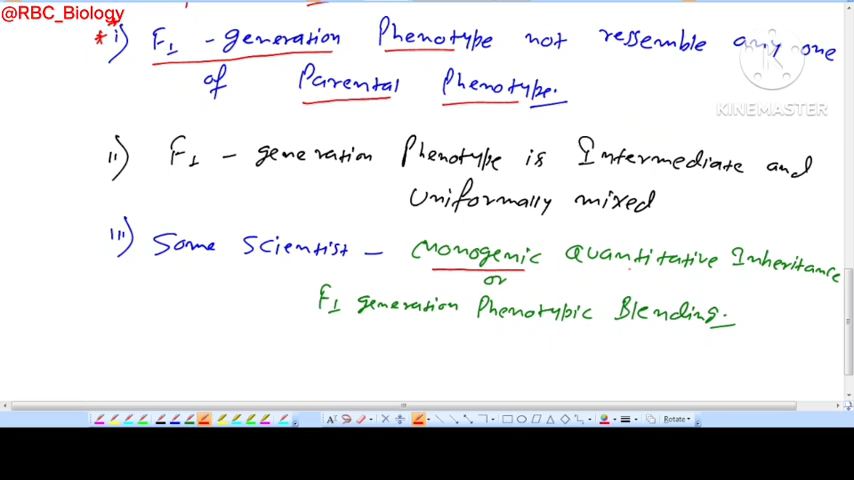 @RBC_Biology
* i) F1 - generation Phenotype not ressemble any one
of Parental Phenotype.
KINEMASTER
ii) F1 - generation Phenotype is Intermediate and
Uniformally mixed
iii) Some Scientist - Monogenic Quantitative Inheritance
or
F1 generation Phenotypic Blending.
Rotate